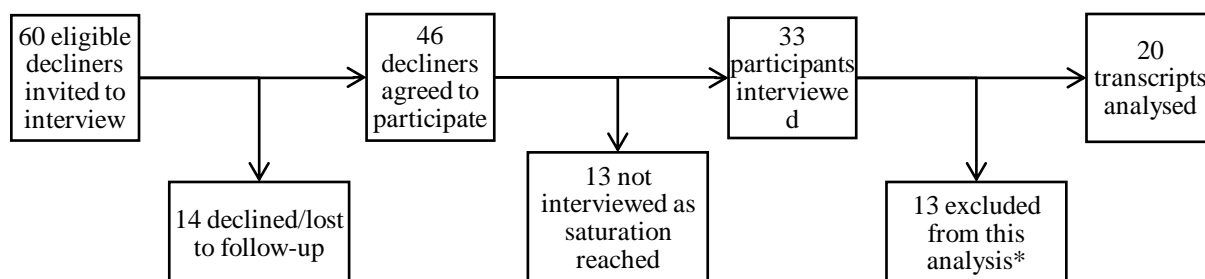 60 eligible
decliners
invited to
interview
46
decliners
agreed to
participate
33
participants
interviewe
d
20
transcripts
analysed
14 declined/lost
to follow-up
13 not
interviewed as
saturation
reached
13 excluded
from this
analysis*